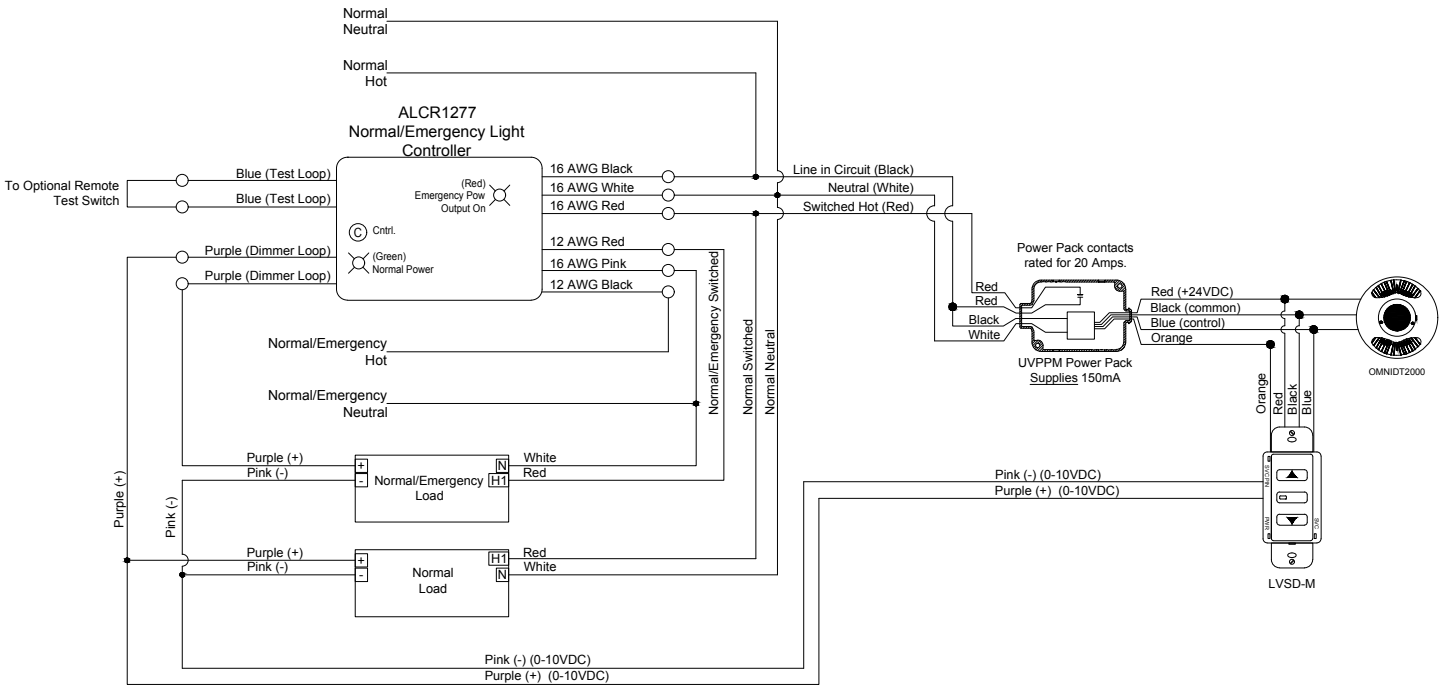 Normal
Neutral
Normal
Hot
ALCR1277
Normal/Emergency Light
Controller
To Optional Remote
Test Switch
Blue (Test Loop)
Blue (Test Loop)
Purple (Dimmer Loop)
Purple (Dimmer Loop)
(Red)
Emergency Pow
Output On
C Cntrl.
(Green)
Normal Power
16 AWG Black
16 AWG White
16 AWG Red
12 AWG Red
16 AWG Pink
12 AWG Black
Line in Circuit (Black)
Neutral (White)
Switched Hot (Red)
Normal/Emergency
Hot
Normal/Emergency
Neutral
Normal/Emergency Switched
Normal Switched
Normal Neutral
Power Pack contacts
rated for 20 Amps.
Red
Red
Black
White
UVPPM Power Pack
Supplies 150mA
Red (+24VDC)
Black (common)
Blue (control)
Orange
OMNIDT2000
Orange
Red
Black
Blue
SVCPIN
PWR
SVC
LVSD-M
Purple (+)
Pink (-)
+
-
Normal/Emergency
Load
N
H1
White
Red
Purple (+)
Pink (-)
Purple (+)
Pink (-)
+
-
Normal
Load
H1
N
Red
White
Pink (-) (0-10VDC)
Purple (+) (0-10VDC)
Pink (-) (0-10VDC)
Purple (+) (0-10VDC)